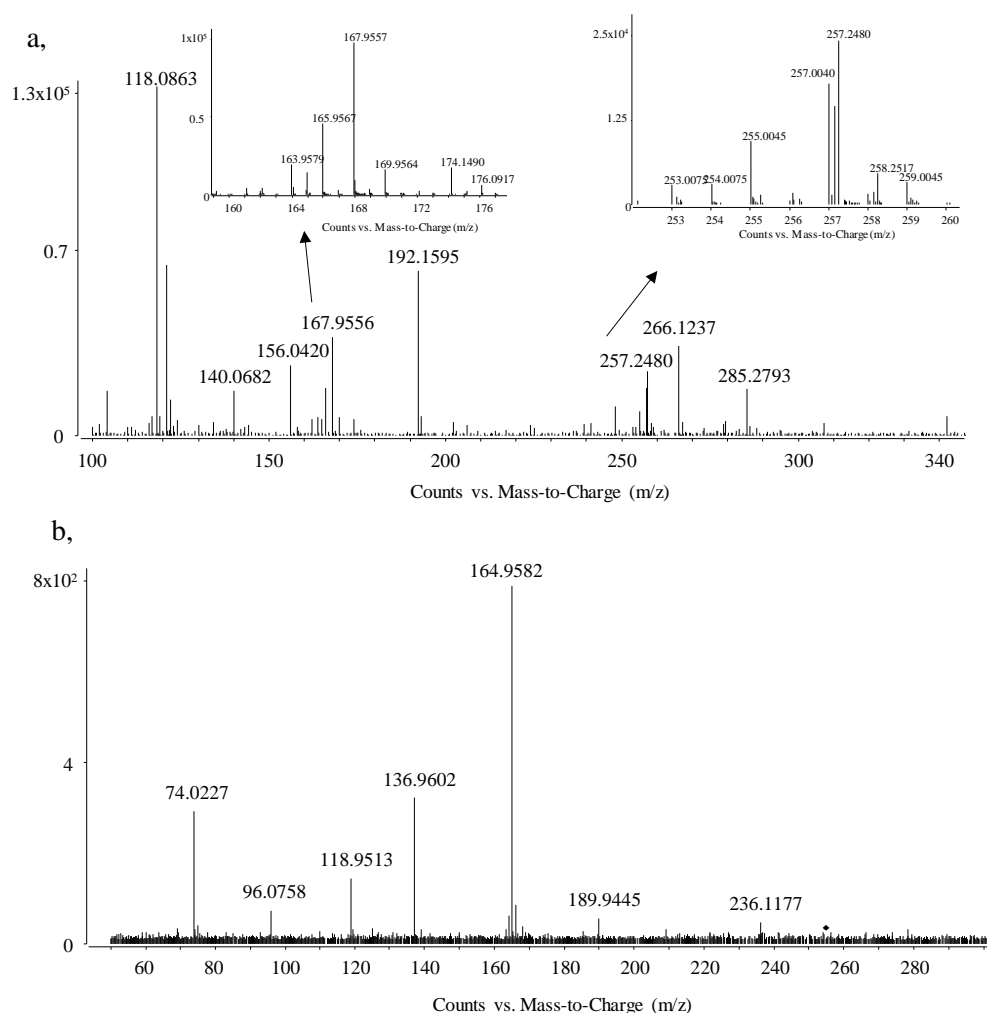 a,
1.3x10⁵
0.7
0
118.0863
140.0682
156.0420
167.9556
192.1595
257.2480
266.1237
285.2793
100 150 200 250 300 340
Counts vs. Mass-to-Charge (m/z)
1x10⁵
0.5
0
163.9579
165.9567
167.9557
169.9564
174.1490
176.0917
160 164 168 172 176
Counts vs. Mass-to-Charge (m/z)
2.5x10⁴
1.25
0
253.0075
254.0075
255.0045
257.0040
257.2480
258.2517
259.0045
253 254 255 256 257 258 259 260
Counts vs. Mass-to-Charge (m/z)
b,
8x10²
4
0
74.0227
96.0758
118.9513
136.9602
164.9582
189.9445
236.1177
60 80 100 120 140 160 180 200 220 240 260 280
Counts vs. Mass-to-Charge (m/z)